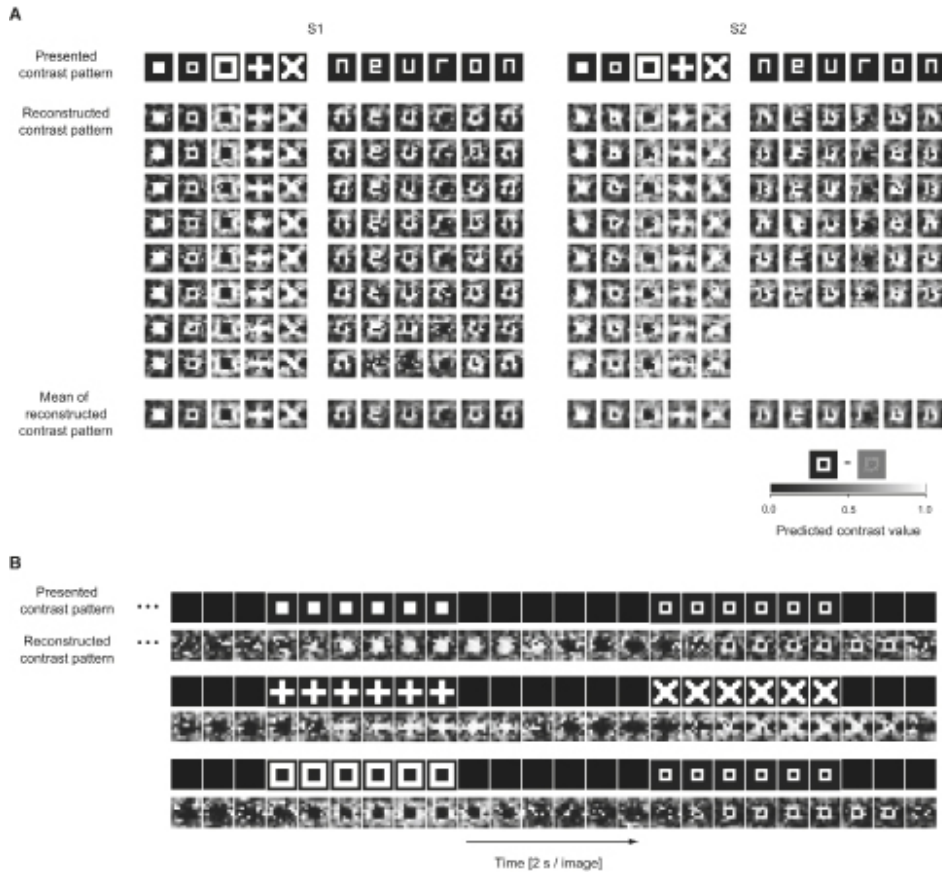 A
S1
S2
Presented
contrast pattern
n e u r o n
n e u r o n
Reconstructed
contrast pattern
Mean of
reconstructed
contrast pattern
0.0 0.5 1.0
Predicted contrast value
B
Presented
contrast pattern
Reconstructed
contrast pattern
Time [2 s / image]